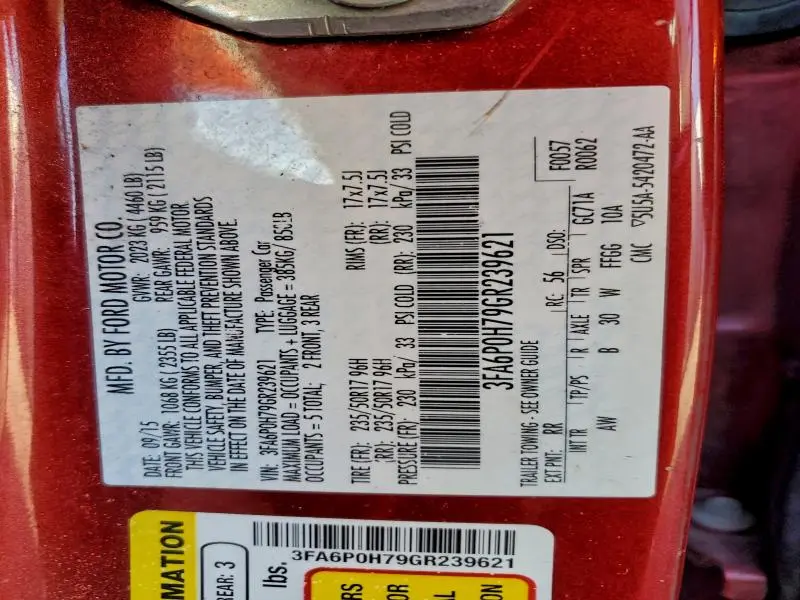 MFD. BY FORD MOTOR CO.
DATE: 09/15 GVWR: 2023 KG ( 4460 LB)
FRONT GAWR: 1068 KG ( 2355 LB) REAR GAWR: 959 KG ( 2115 LB)
THIS VEHICLE CONFORMS TO ALL APPLICABLE FEDERAL MOTOR
VEHICLE SAFETY, BUMPER, AND THEFT PREVENTION STANDARDS
IN EFFECT ON THE DATE OF MANUFACTURE SHOWN ABOVE.
VIN: 3FA6P0H79GR239621 TYPE: Passenger Car
MAXIMUM LOAD = OCCUPANTS + LUGGAGE = 385KG/ 850LB
OCCUPANTS = 5 TOTAL; 2 FRONT, 3 REAR
TIRE (FR): 235/50R17 96H RIMS (FR): 17x7.5J
(RR): 235/50R17 96H (RR): 17x7.5J
PRESSURE (FR): 230 kPa/ 33 PSI COLD (RR): 230 kPa/ 33 PSI COLD
3FA6P0H79GR239621
TRAILER TOWING - SEE OWNER GUIDE
EXT PNT: RR RC: 56 DSO: F0057
R0062
INT TR TP/PS R AXLE TR SPR GC71A
AW B 30 W FFGG 10A
CMC ▽5U5A-5420472-AA
MATION
REAR: 3
lbs.
3FA6P0H79GR239621
RS
OR
AL
ON